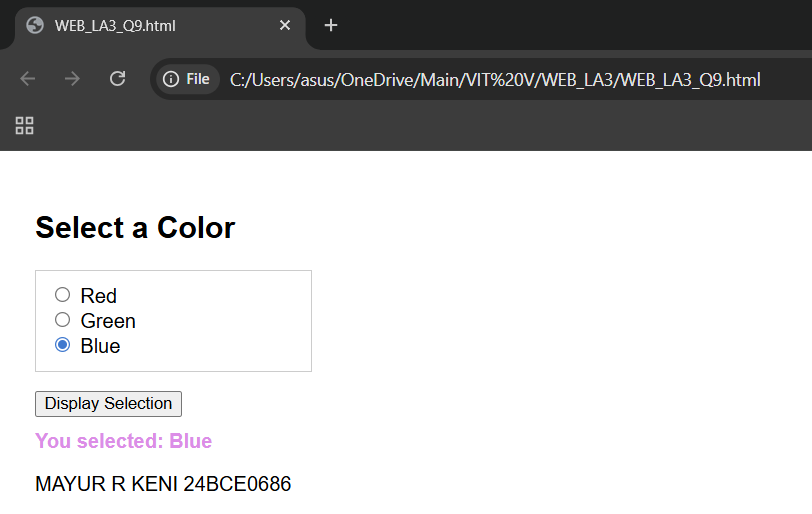 WEB_LA3_Q9.html
File C:/Users/asus/OneDrive/Main/VIT%20V/WEB_LA3/WEB_LA3_Q9.html
Select a Color
Red
Green
Blue
Display Selection
You selected: Blue
MAYUR R KENI 24BCE0686